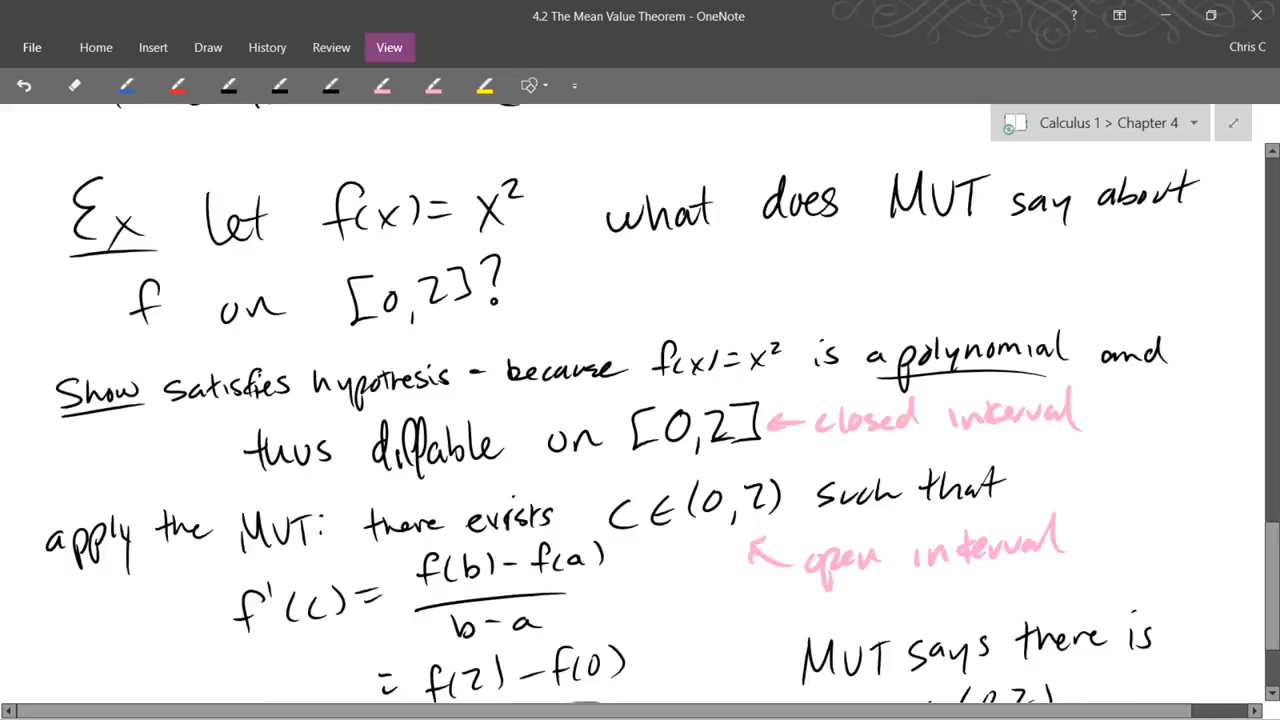 4.2 The Mean Value Theorem - OneNote
?
File Home Insert Draw History Review View
Chris C
Calculus 1 > Chapter 4
Ex let f(x) = x² what does MVT say about
f on [0,2]?
Show satisfies hypothesis - because f(x) = x² is a polynomial and
thus diffable on [0,2] ← closed interval
apply the MVT: there exists c ∈ (0,2) such that
↖ open interval
f'(c) = f(b) - f(a)
b - a
= f(2) - f(0)
MVT says there is